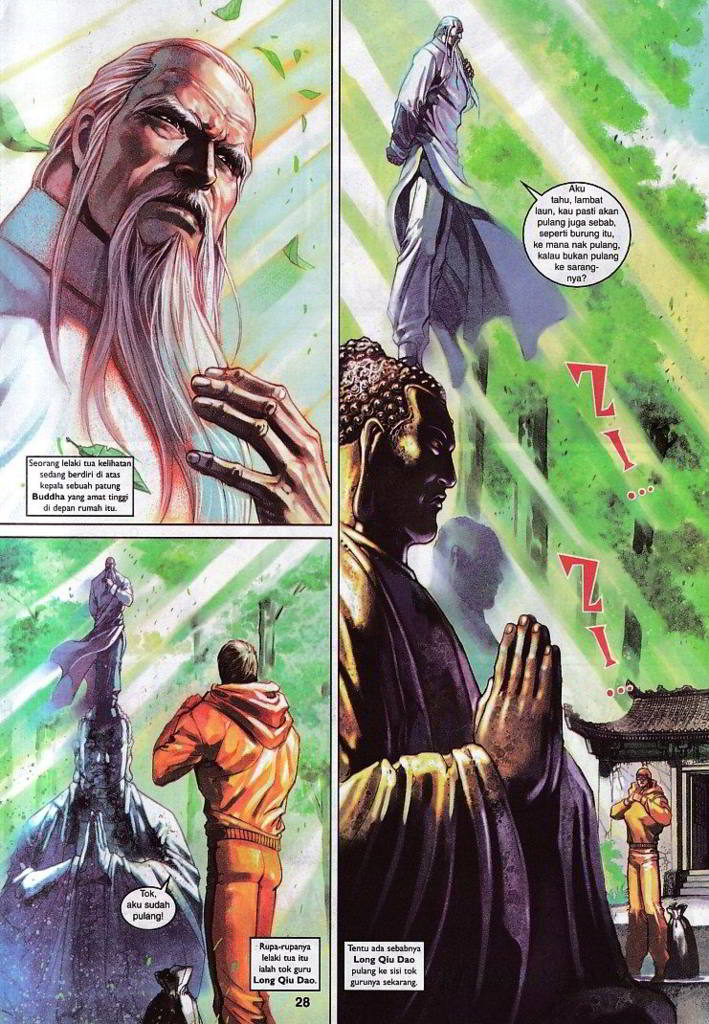 Seorang lelaki tua kelihatan
sedang berdiri di atas
kepala sebuah patung
Buddha yang amat tinggi
di depan rumah itu.
Tok,
aku sudah
pulang!
Rupa-rupanya
lelaki tua itu
ialah tok guru
Long Qiu Dao.
28
Aku
tahu, lambat
laun, kau pasti akan
pulang juga sebab,
seperti burung itu,
ke mana nak pulang,
kalau bukan pulang
ke sarang-
nya?
ZI...
ZI...
Tentu ada sebabnya
Long Qiu Dao
pulang ke sisi tok
gurunya sekarang.